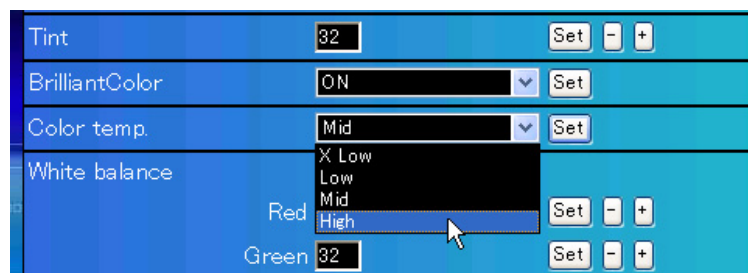 Tint 32 Set - +
BrilliantColor ON Set
Color temp. Mid Set
X Low
White balance
Low
Mid
Red Set - +
High
Green 32 Set - +